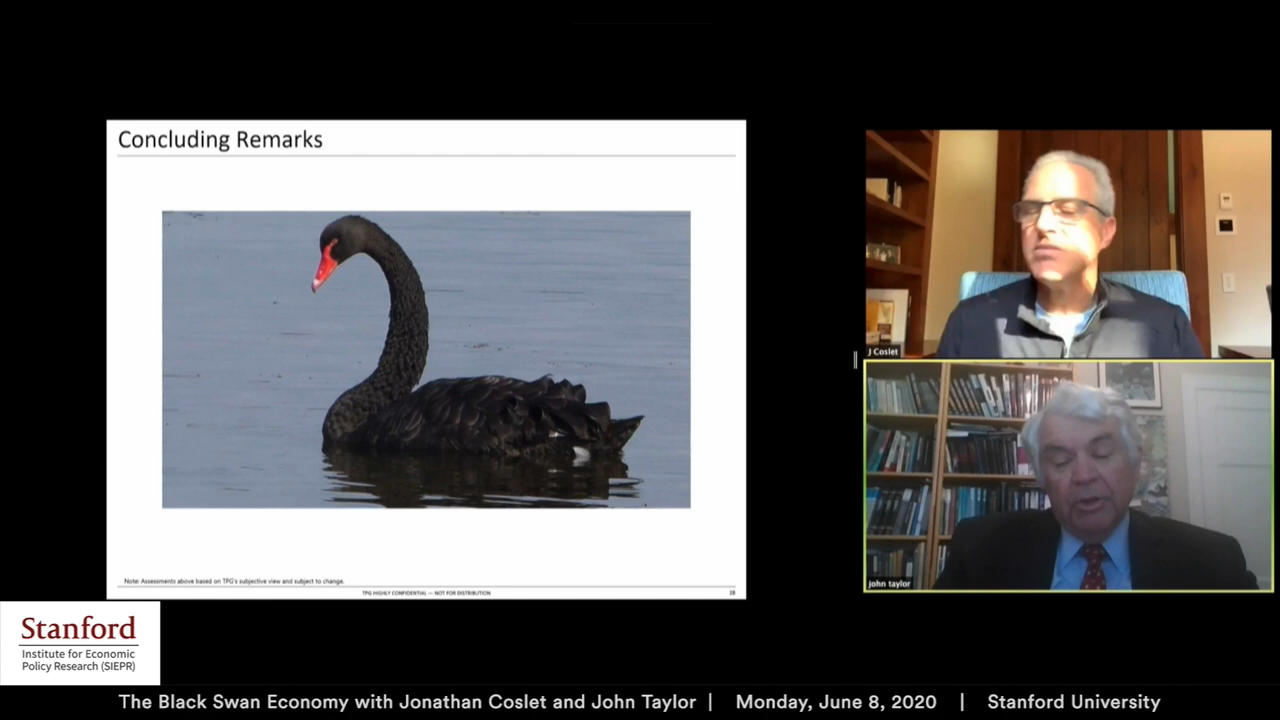 Concluding Remarks
Note: Assessments above based on TPG's subjective view and subject to change.
TPG HIGHLY CONFIDENTIAL — NOT FOR DISTRIBUTION
J Coslet
john taylor
Stanford
Institute for Economic
Policy Research (SIEPR)
The Black Swan Economy with Jonathan Coslet and John Taylor | Monday, June 8, 2020 | Stanford University